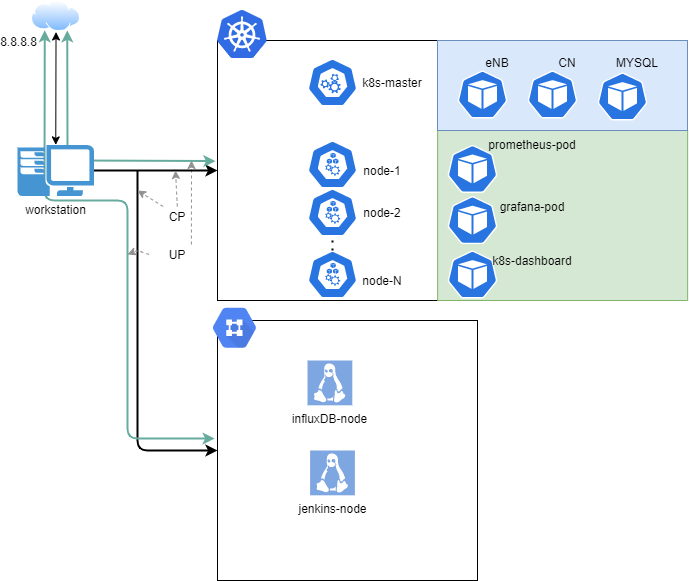 8.8.8.8
workstation
CP
UP
k8s-master
node-1
node-2
node-N
eNB
CN
MYSQL
prometheus-pod
grafana-pod
k8s-dashboard
influxDB-node
jenkins-node